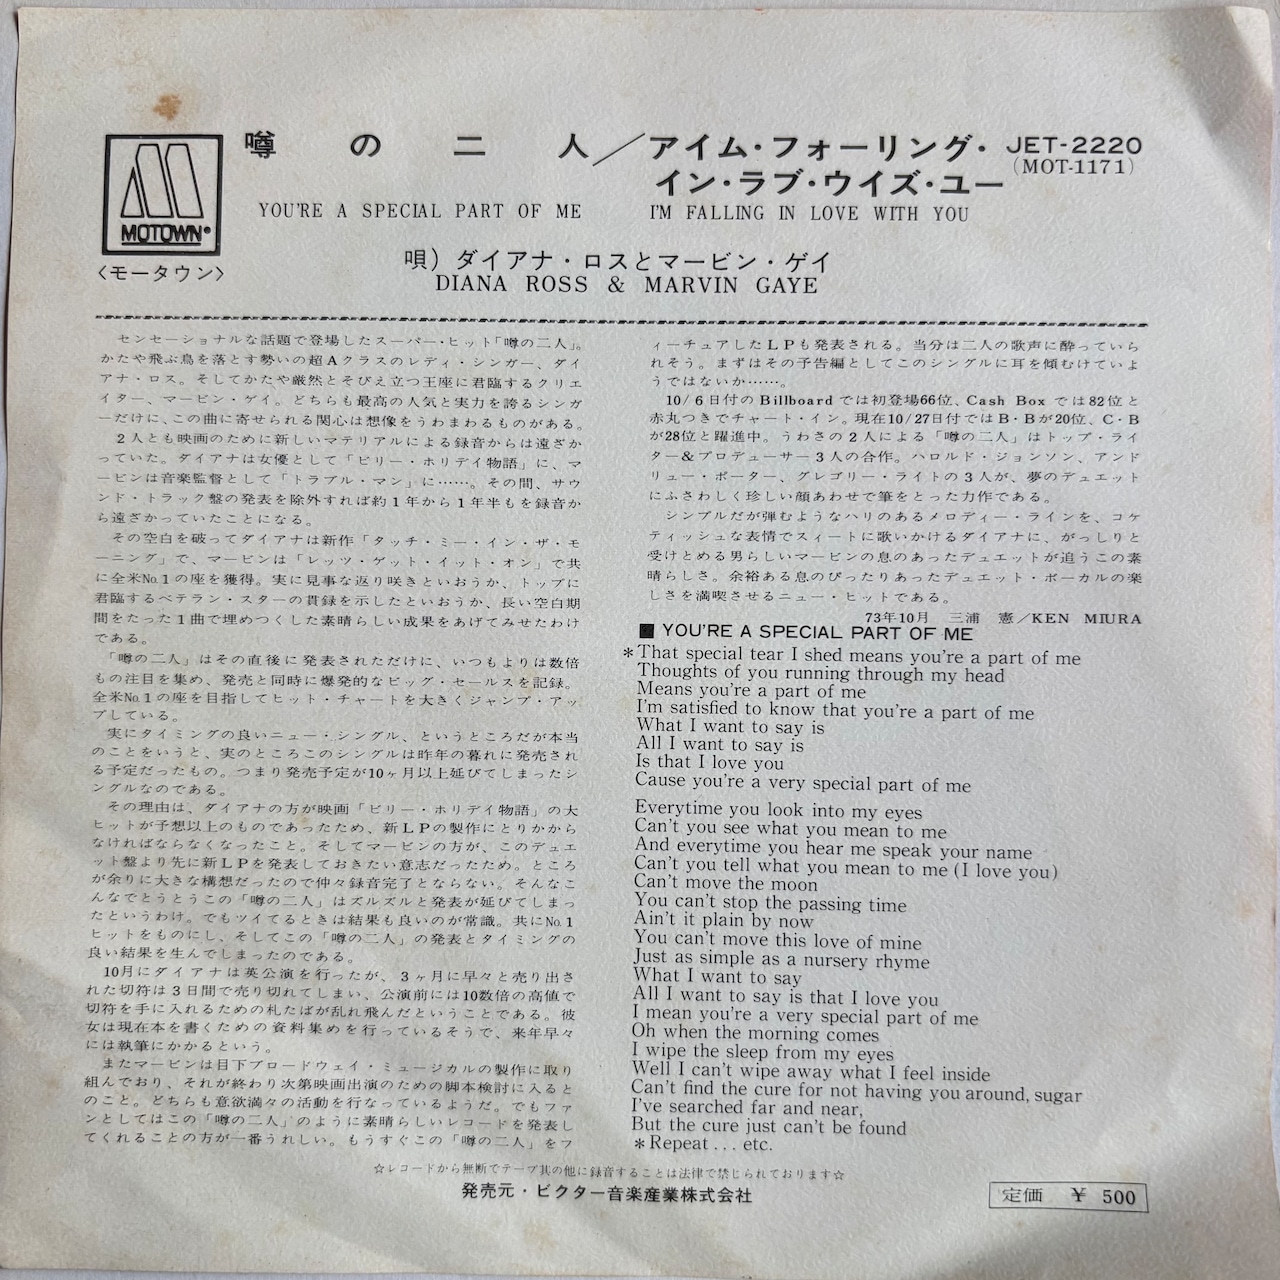 噂の二人／アイム・フォーリング・
イン・ラブ・ウイズ・ユー
JET-2220
(MOT-1171)
YOU'RE A SPECIAL PART OF ME
I'M FALLING IN LOVE WITH YOU
MOTOWN®
〈モータウン〉
唄）ダイアナ・ロスとマービン・ゲイ
DIANA ROSS & MARVIN GAYE
センセーショナルな話題で登場したスーパー・ヒット「噂の二人」。
かたや飛ぶ鳥を落とす勢いの超Aクラスのレディ・シンガー、ダイ
アナ・ロス。そしてかたや厳然とそびえ立つ王座に君臨するクリエ
イター、マービン・ゲイ。どちらも最高の人気と実力を誇るシンガ
ーだけに、この曲に寄せられる関心は想像をうわまわるものがある。
2人とも映画のために新しいマテリアルによる録音からは遠ざか
っていた。ダイアナは女優として「ビリー・ホリデイ物語」に、マ
ービンは音楽監督として「トラブル・マン」に……。その間、サウ
ンド・トラック盤の発表を除外すれば約1年から1年半もを録音か
ら遠ざかっていたことになる。
その空白を破ってダイアナは新作「タッチ・ミー・イン・ザ・モ
ーニング」で、マービンは「レッツ・ゲット・イット・オン」で共
に全米No.1の座を獲得。実に見事な返り咲きといおうか、トップに
君臨するベテラン・スターの貫録を示したといおうか、長い空白期
間をたった1曲で埋めつくした素晴らしい成果をあげてみせたわけ
である。
「噂の二人」はその直後に発表されただけに、いつもよりは数倍
もの注目を集め、発売と同時に爆発的なビッグ・セールスを記録。
全米No.1の座を目指してヒット・チャートを大きくジャンプ・アッ
プしている。
実にタイミングの良いニュー・シングル、というところだが本当
のことをいうと、実のところこのシングルは昨年の暮れに発売され
る予定だったもの。つまり発売予定が10ヶ月以上延びてしまったシ
ングルなのである。
その理由は、ダイアナの方が映画「ビリー・ホリデイ物語」の大
ヒットが予想以上のものであったため、新LPの製作にとりかから
なければならなくなったこと。そしてマービンの方が、このデュエ
ット盤より先に新LPを発表しておきたい意志だったため。ところ
が余りに大きな構想だったので仲々録音完了とならない。そんなこ
んなでとうとうこの「噂の二人」はズルズルと発表が延びてしまっ
たというわけ。でもツイてるときは結果も良いのが常識。共にNo.1
ヒットをものにし、そしてこの「噂の二人」の発表とタイミングの
良い結果を生んでしまったのである。
10月にダイアナは英公演を行ったが、3ヶ月に早々と売り出さ
れた切符は3日間で売り切れてしまい、公演前には10数倍の高値で
切符を手に入れるための札たばが乱れ飛んだということである。彼
女は現在本を書くための資料集めを行っているそうで、来年早々
には執筆にかかるという。
またマービンは目下ブロードウェイ・ミュージカルの製作に取り
組んでおり、それが終わり次第映画出演のための脚本検討に入ると
のこと。どちらも意欲満々の活動を行なっているようだ。でもファ
ンとしてはこの「噂の二人」のように素晴らしいレコードを発表し
てくれることの方が一番うれしい。もうすぐこの「噂の二人」をフ
ィーチュアしたLPも発表される。当分は二人の歌声に酔っていら
れそう。まずはその予告編としてこのシングルに耳を傾むけていよ
うではないか……。
10/6日付のBillboardでは初登場66位、Cash Boxでは82位と
赤丸つきでチャート・イン。現在10/27日付ではB・Bが20位、C・B
が28位と躍進中。うわさの2人による「噂の二人」はトップ・ライ
ター&プロデューサー3人の合作。ハロルド・ジョンソン、アンド
リュー・ポーター、グレゴリー・ライトの3人が、夢のデュエット
にふさわしく珍しい顔あわせで筆をとった力作である。
シンプルだが弾むようなハリのあるメロディー・ラインを、コケ
ティッシュな表情でスィートに歌いかけるダイアナに、がっしりと
受けとめる男らしいマービンの息のあったデュエットが追うこの素
晴らしさ。余裕ある息のぴったりあったデュエット・ボーカルの楽
しさを満喫させるニュー・ヒットである。
73年10月　三浦　憲／KEN MIURA
■ YOU'RE A SPECIAL PART OF ME
*That special tear I shed means you're a part of me
Thoughts of you running through my head
Means you're a part of me
I'm satisfied to know that you're a part of me
What I want to say is
All I want to say is
Is that I love you
Cause you're a very special part of me
Everytime you look into my eyes
Can't you see what you mean to me
And everytime you hear me speak your name
Can't you tell what you mean to me (I love you)
Can't move the moon
You can't stop the passing time
Ain't it plain by now
You can't move this love of mine
Just as simple as a nursery rhyme
What I want to say
All I want to say is that I love you
I mean you're a very special part of me
Oh when the morning comes
I wipe the sleep from my eyes
Well I can't wipe away what I feel inside
Can't find the cure for not having you around, sugar
I've searched far and near,
But the cure just can't be found
*Repeat... etc.
☆レコードから無断でテープ其の他に録音することは法律で禁じられております☆
発売元・ビクター音楽産業株式会社
定価　￥500